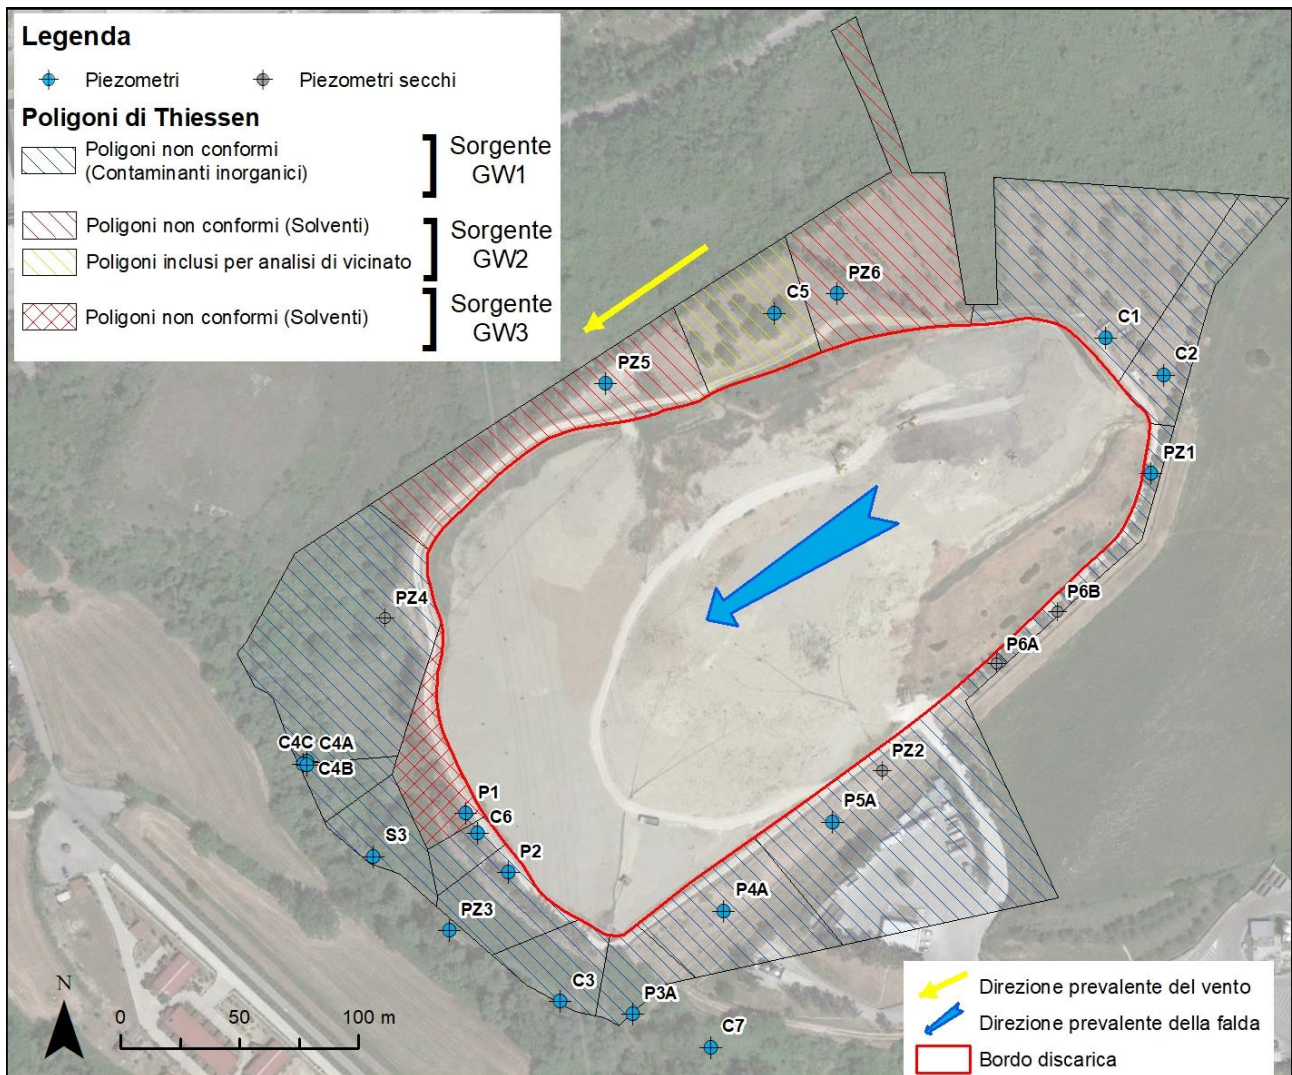 Legenda
Piezometri
Piezometri secchi
Poligoni di Thiessen
Poligoni non conformi
(Contaminanti inorganici)
Sorgente
GW1
Poligoni non conformi (Solventi)
Poligoni inclusi per analisi di vicinato
Sorgente
GW2
Poligoni non conformi (Solventi)
Sorgente
GW3
C5
PZ6
C1
C2
PZ5
PZ1
P6B
PZ4
P6A
C4C
C4A
C4B
PZ2
P1
C6
P5A
S3
P2
P4A
PZ3
C3
P3A
C7
N
0
50
100 m
Direzione prevalente del vento
Direzione prevalente della falda
Bordo discarica